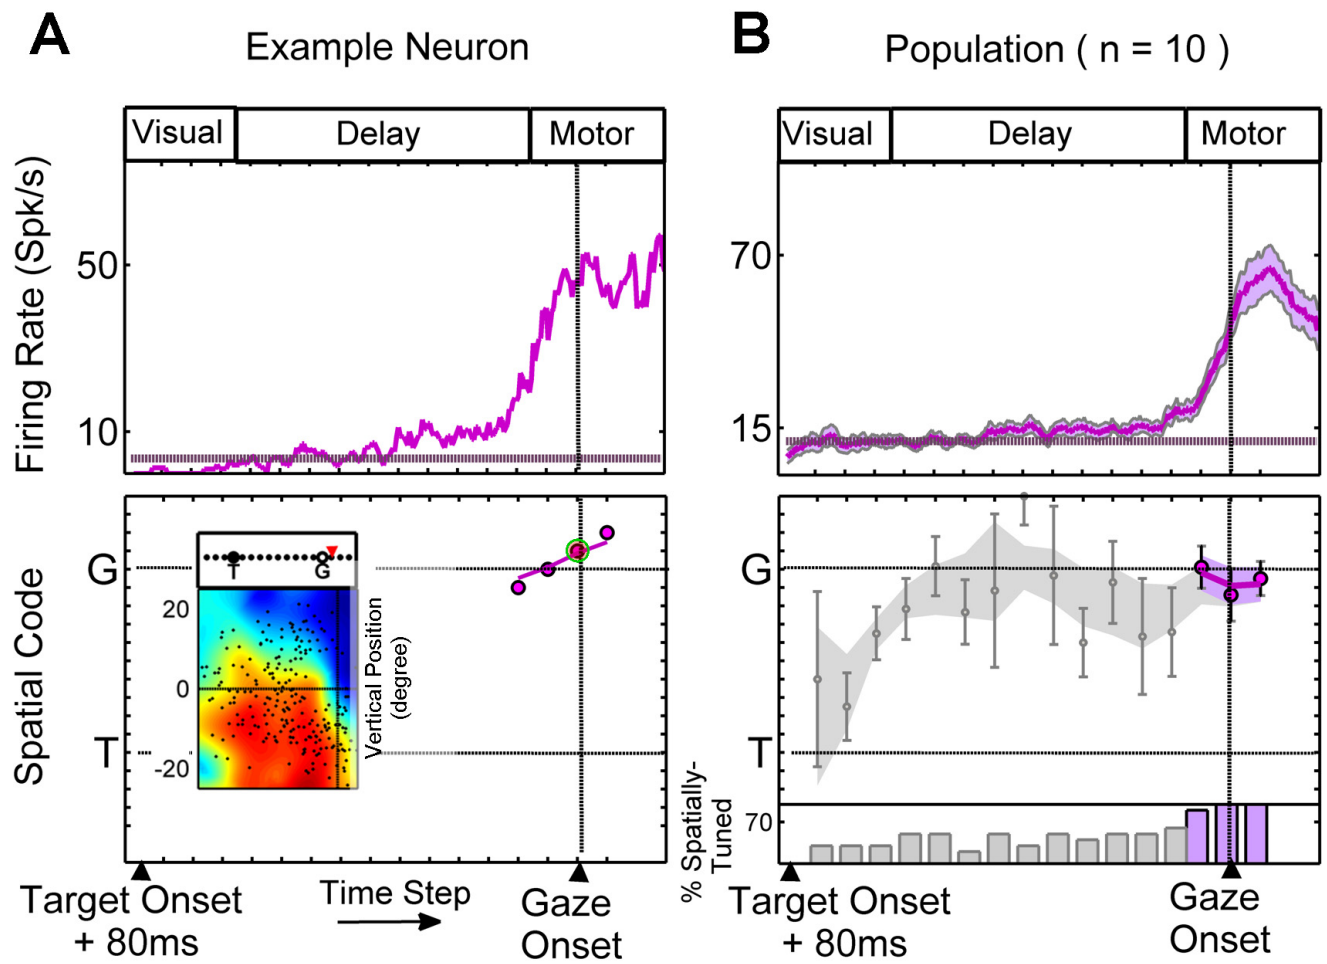 A
Example Neuron
B
Population ( n = 10 )
Visual
Delay
Motor
Firing Rate (Spk/s)
50
10
Visual
Delay
Motor
70
15
Spatial Code
G
T
T
G
20
0
-20
Vertical Position
(degree)
Target Onset
+ 80ms
Time Step
Gaze
Onset
G
T
% Spatially-
Tuned
70
Target Onset
+ 80ms
Gaze
Onset